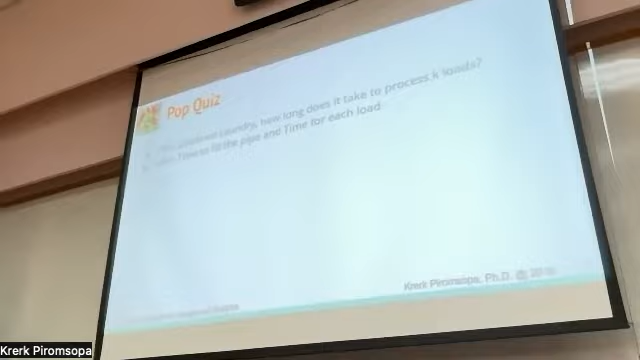 Pop Quiz
laundry, how long does it take to process k loads?
Time to fill the pipe and Time for each load
Krerk Piromsopa, Ph.D. ©
Krerk Piromsopa